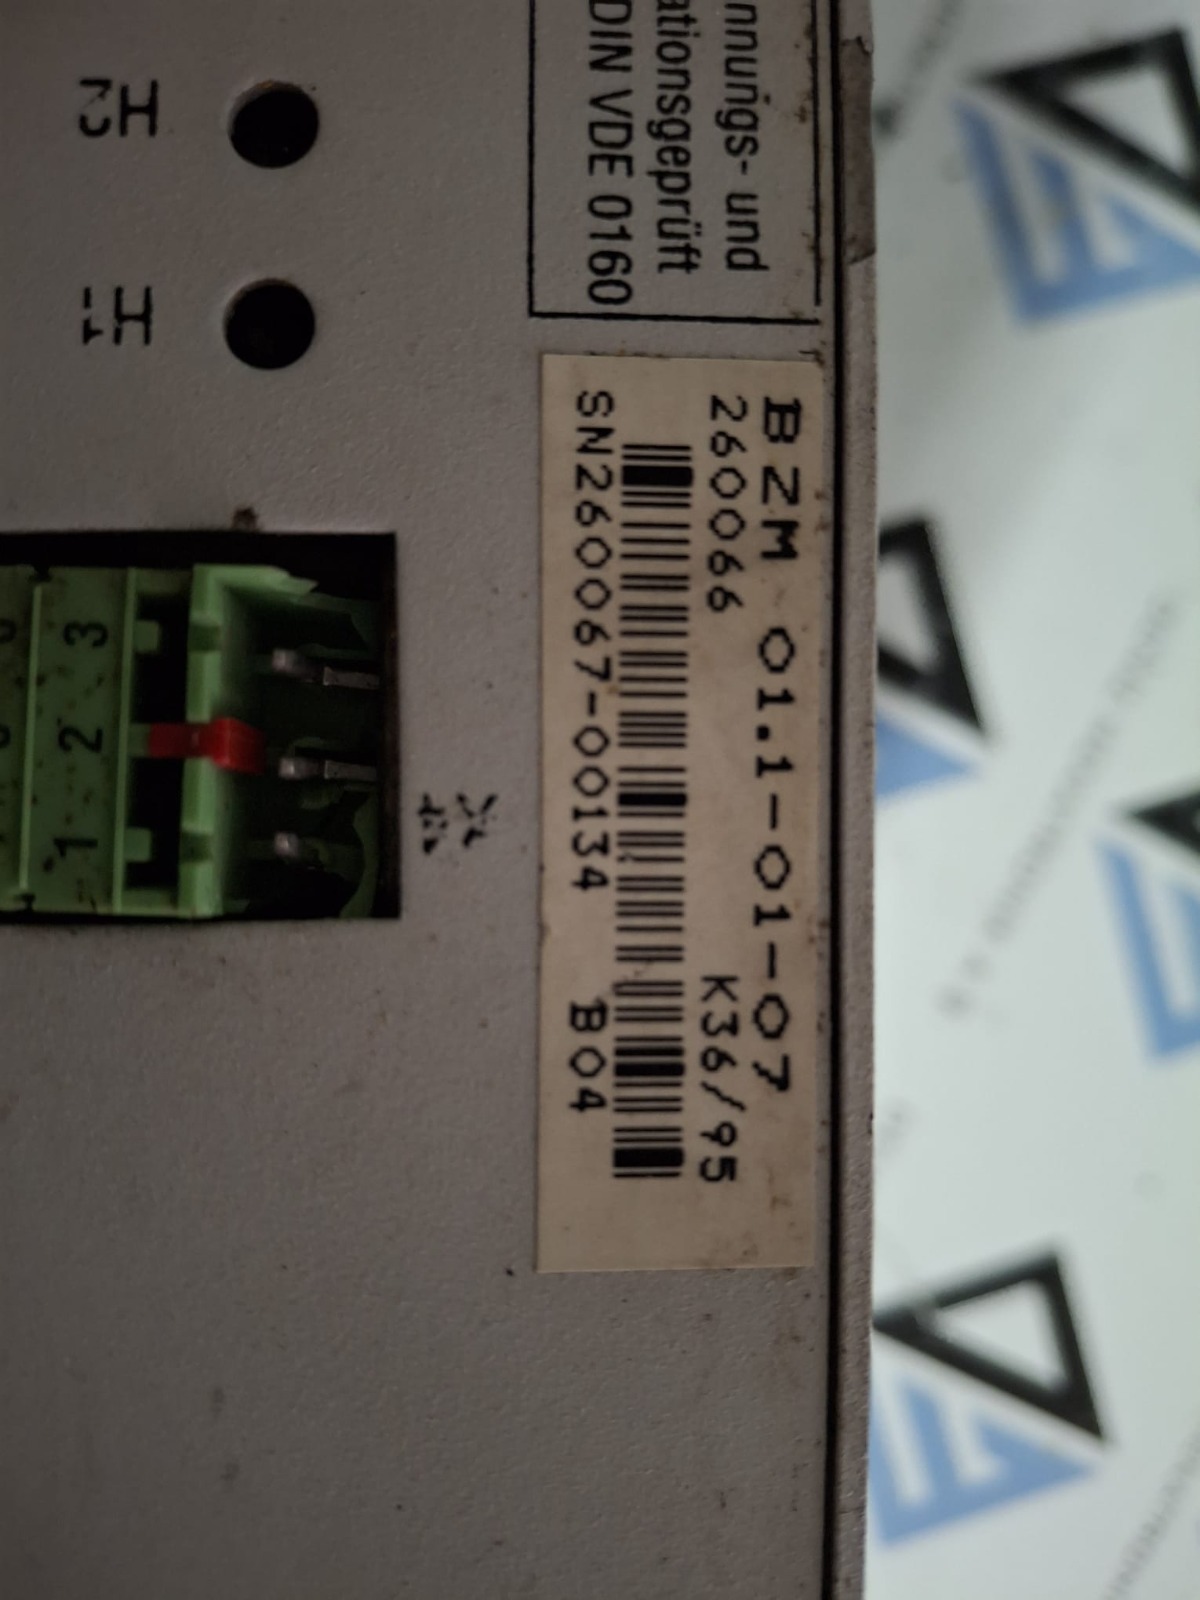 nnungs- und
ationsgeprüft
DIN VDE 0160
BZM 01.1-01-07
260066 K36/95
SN260067-00134 B04
H2
H1
3
2
1